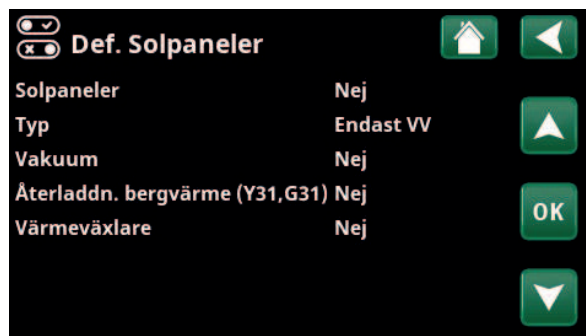 Def. Solpaneler
Solpaneler Nej
Typ Endast VV
Vakuum Nej
Återladdn. bergvärme (Y31,G31) Nej
Värmeväxlare Nej
OK